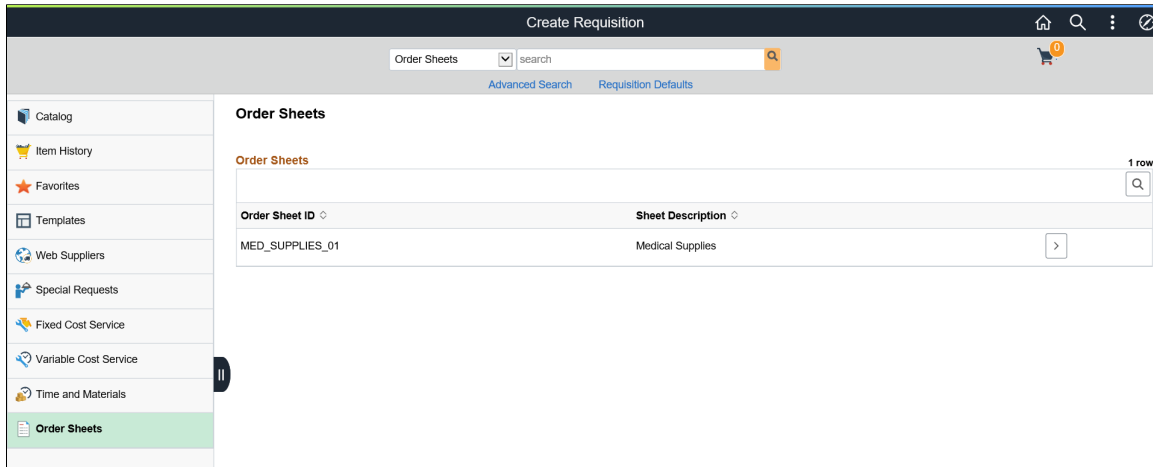 Create Requisition
Order Sheets search
0
Advanced Search Requisition Defaults
Catalog
Item History
Favorites
Templates
Web Suppliers
Special Requests
Fixed Cost Service
Variable Cost Service
Time and Materials
Order Sheets
Order Sheets
Order Sheets
1 row
Order Sheet ID Sheet Description
MED_SUPPLIES_01 Medical Supplies